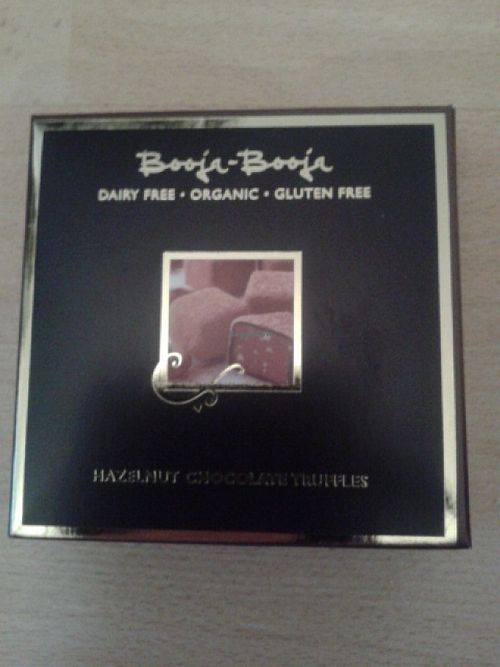 Booja-Booja
DAIRY FREE • ORGANIC • GLUTEN FREE
HAZELNUT CHOCOLATE TRUFFLES